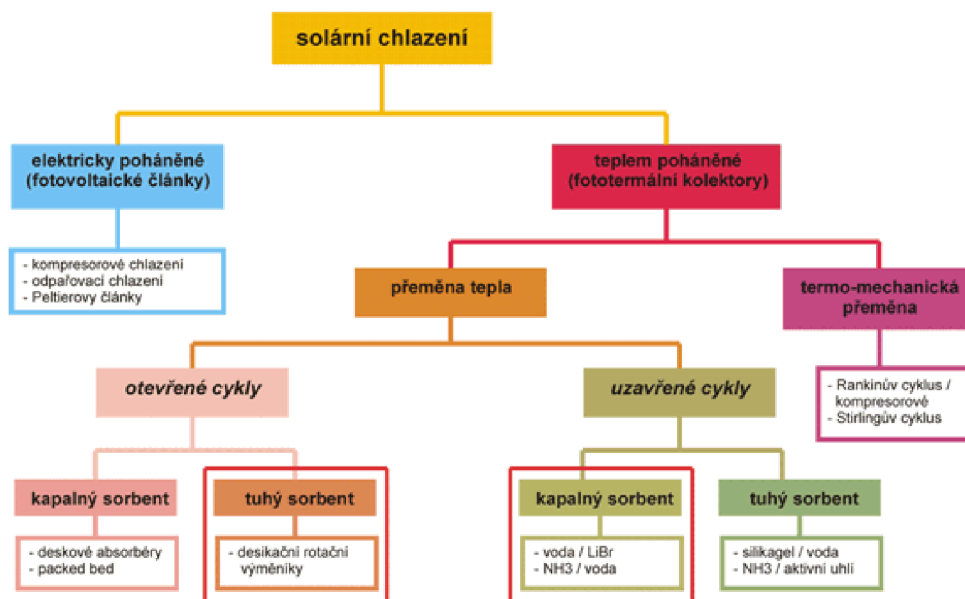 solární chlazení
elektricky poháněné
(fotovoltaické články)
teplem poháněné
(fototermální kolektory)
- kompresorové chlazení
- odpařovací chlazení
- Peltierovy články
přeměna tepla
termo-mechanická
přeměna
otevřené cykly
uzavřené cykly
- Rankinův cyklus /
kompresorové
- Stirlingův cyklus
kapalný sorbent
tuhý sorbent
kapalný sorbent
tuhý sorbent
- deskové absorbéry
- packed bed
- desikační rotační
výměníky
- voda / LiBr
- NH3 / voda
- silikagel / voda
- NH3 / aktivní uhlí